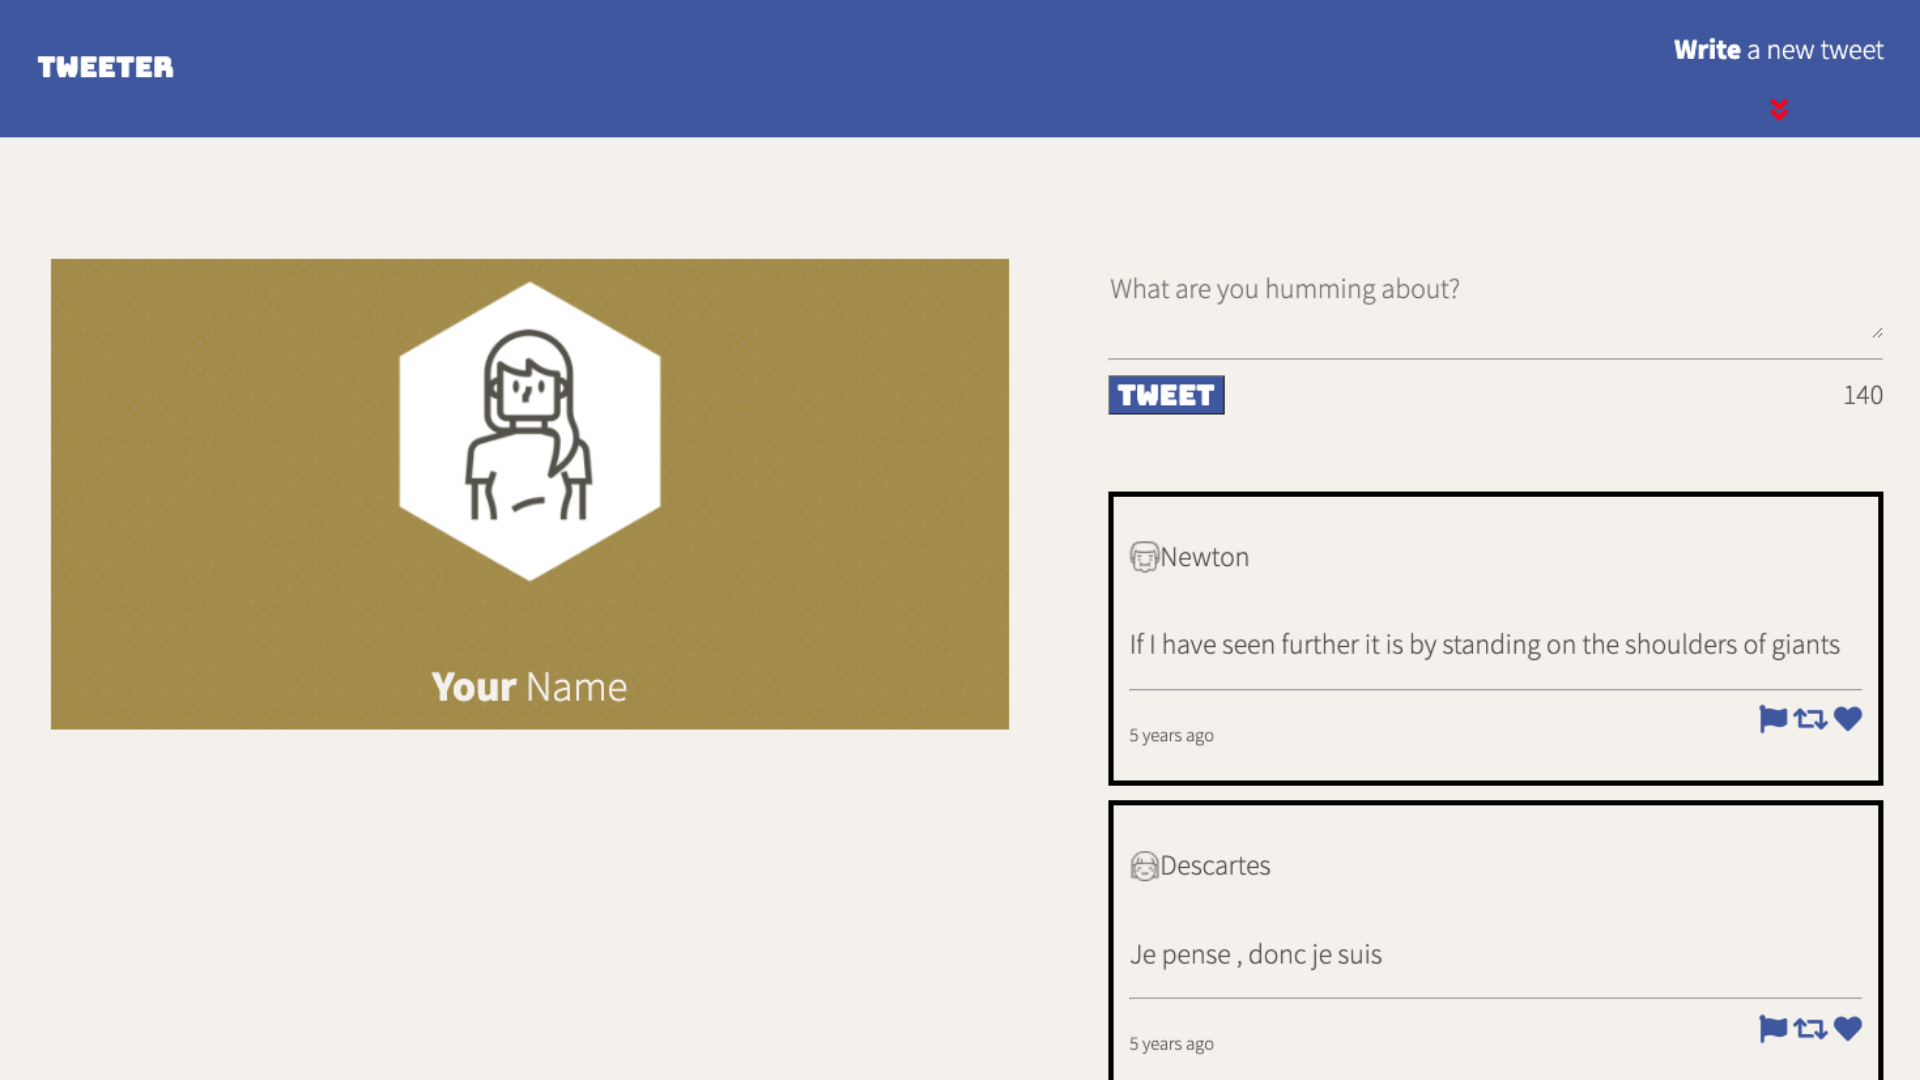 TWEETER
Write a new tweet
Your Name
What are you humming about?
TWEET
140
Newton
If I have seen further it is by standing on the shoulders of giants
5 years ago
Descartes
Je pense , donc je suis
5 years ago